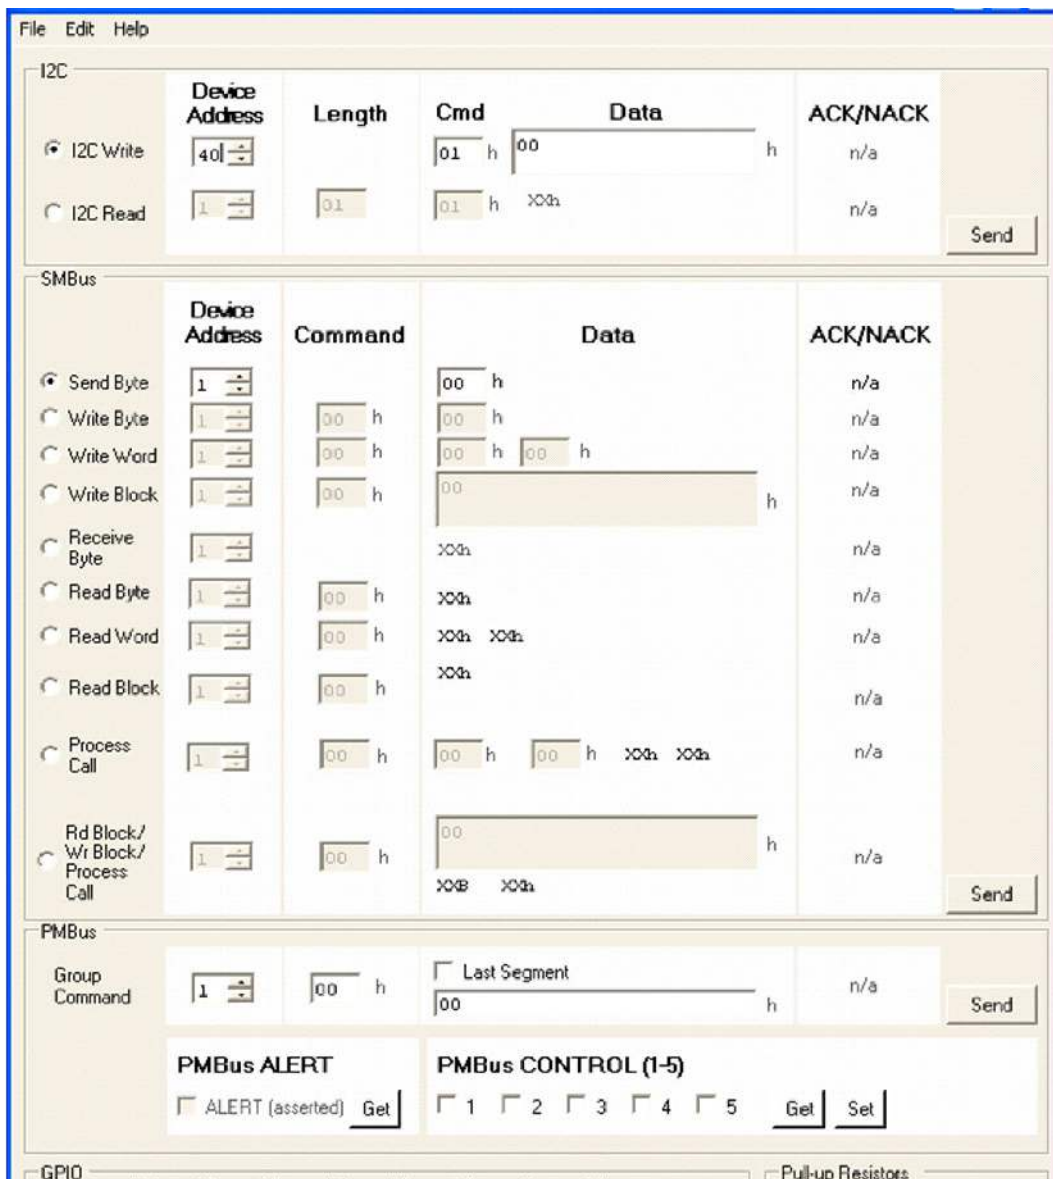 File Edit Help
I2C
Device Address Length Cmd Data ACK/NACK
I2C Write 40 01 h 00 h n/a
I2C Read 1 01 01 h XXh n/a
Send
SMBus
Device Address Command Data ACK/NACK
Send Byte 1 00 h n/a
Write Byte 1 00 h 00 h n/a
Write Word 1 00 h 00 h 00 h n/a
Write Block 1 00 h 00 h n/a
Receive Byte 1 XXh n/a
Read Byte 1 00 h XXh n/a
Read Word 1 00 h XXh XXh n/a
Read Block 1 00 h XXh n/a
Process Call 1 00 h 00 h 00 h XXh XXh n/a
Rd Block/ Wr Block/ Process Call 1 00 h 00 h n/a
XXB XXh
Send
PMBus
Group Command 1 00 h Last Segment 00 h n/a
Send
PMBus ALERT PMBus CONTROL (1-5)
ALERT (asserted) Get 1 2 3 4 5 Get Set
GPIO Pull-up Resistors